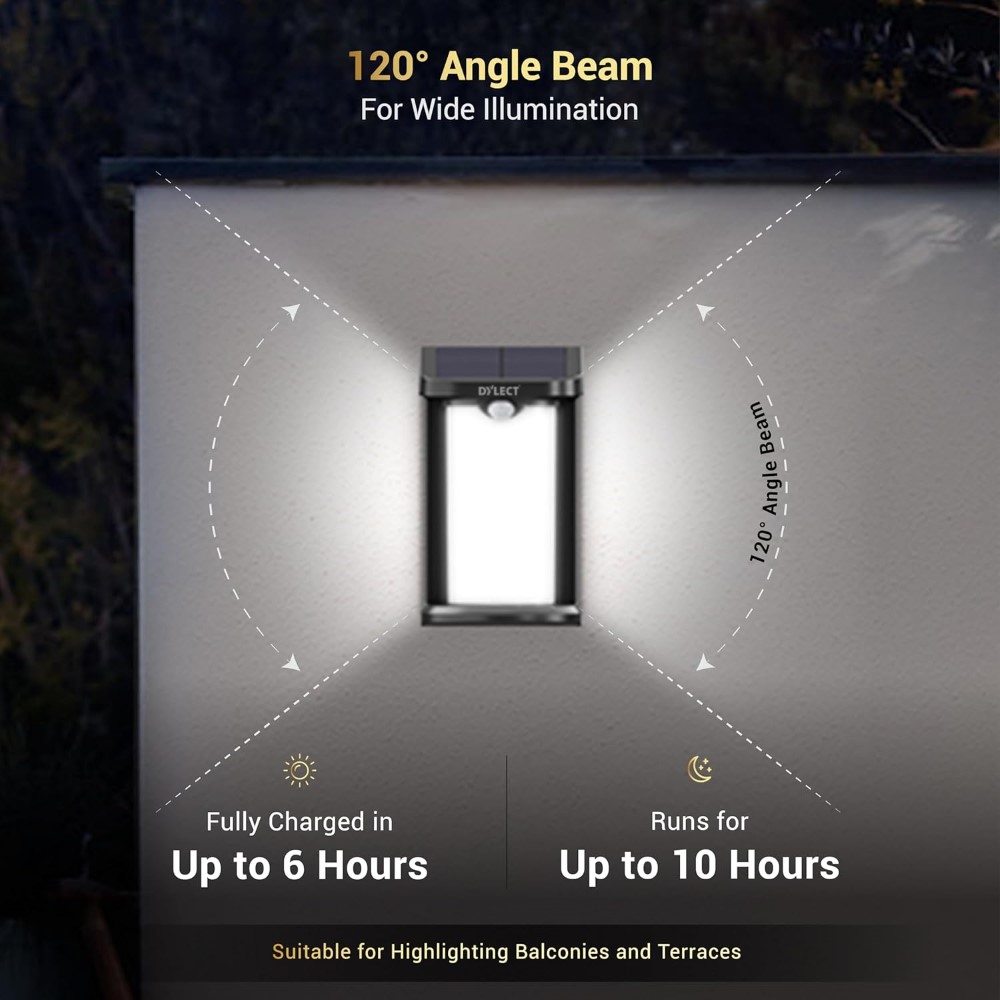 120° Angle Beam
For Wide Illumination
DYLECT
120° Angle Beam
Fully Charged in
Up to 6 Hours
Runs for
Up to 10 Hours
Suitable for Highlighting Balconies and Terraces